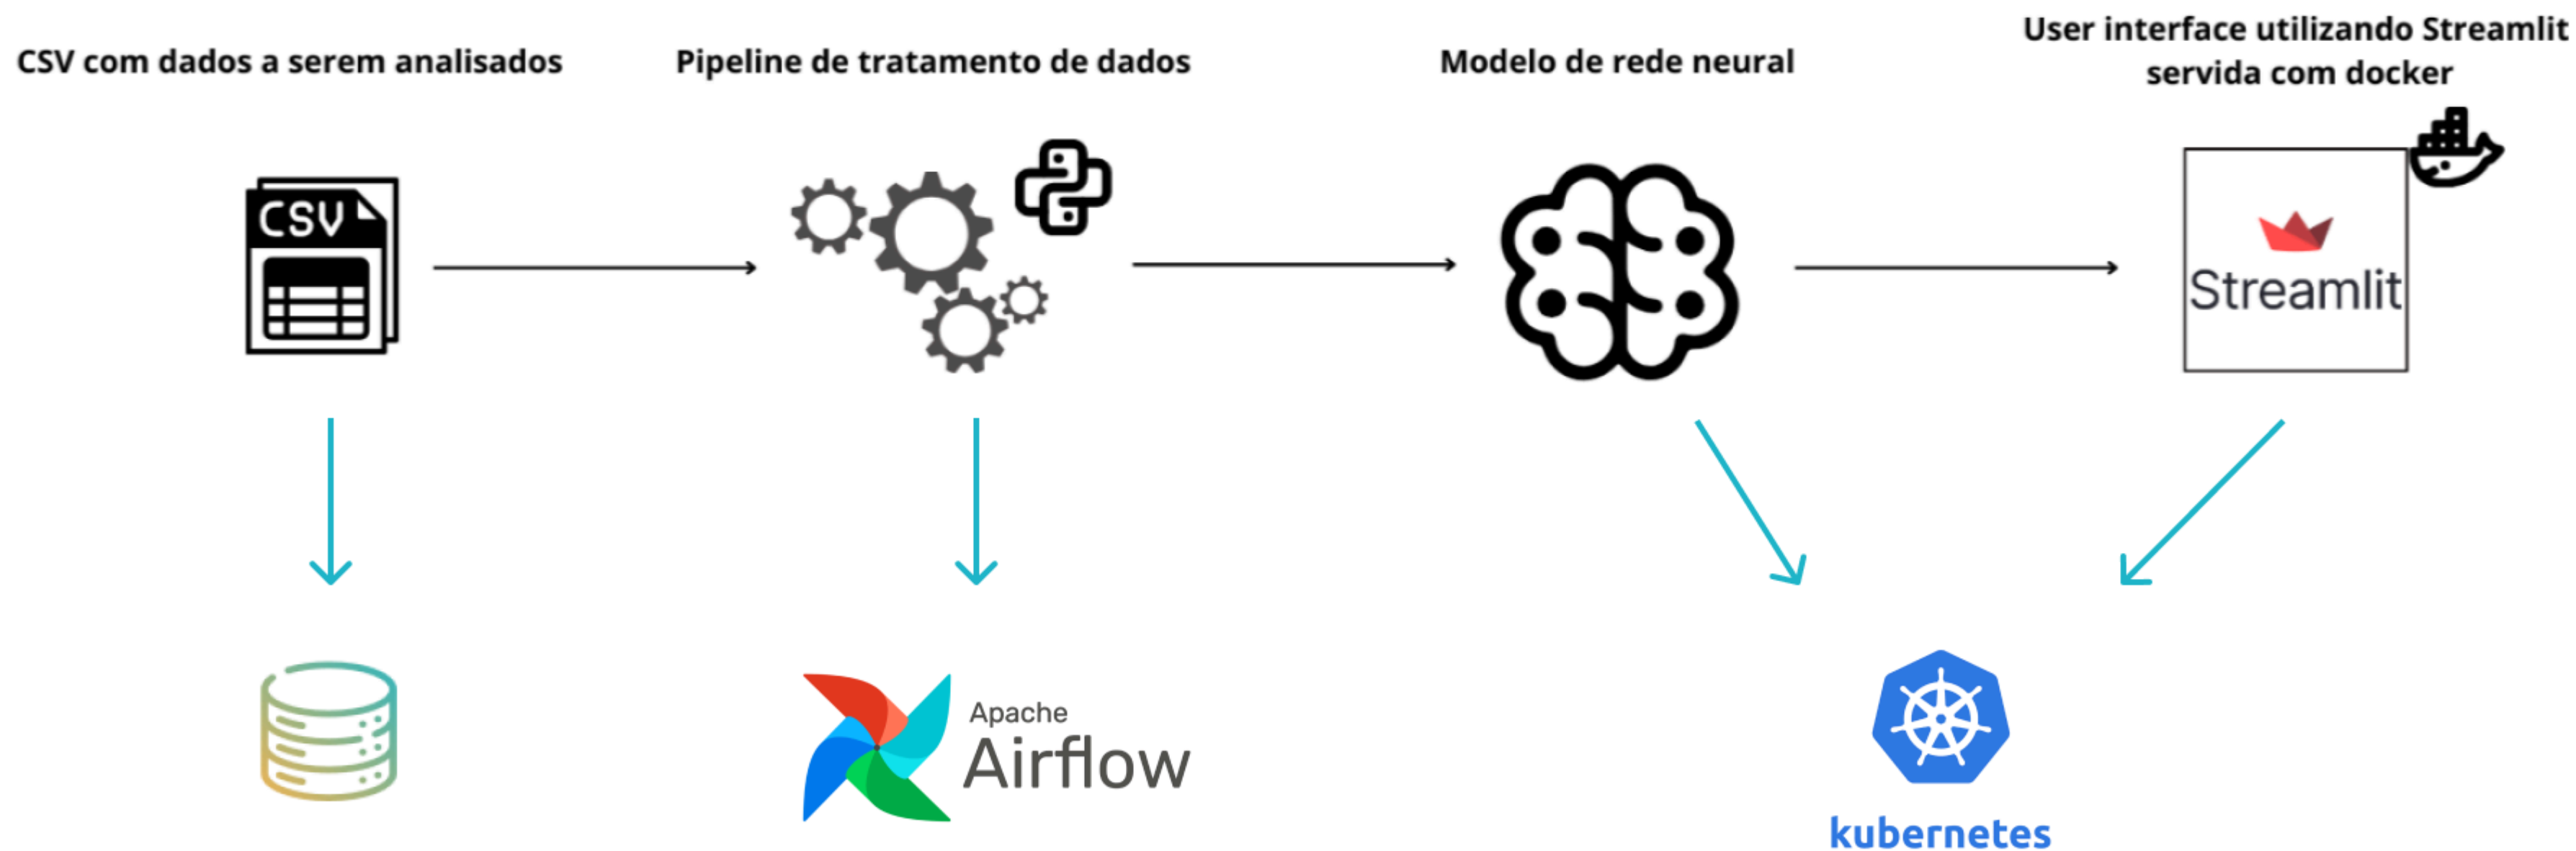 CSV com dados a serem analisados
Pipeline de tratamento de dados
Modelo de rede neural
User interface utilizando Streamlit
servida com docker
CSV
Streamlit
Apache
Airflow
kubernetes